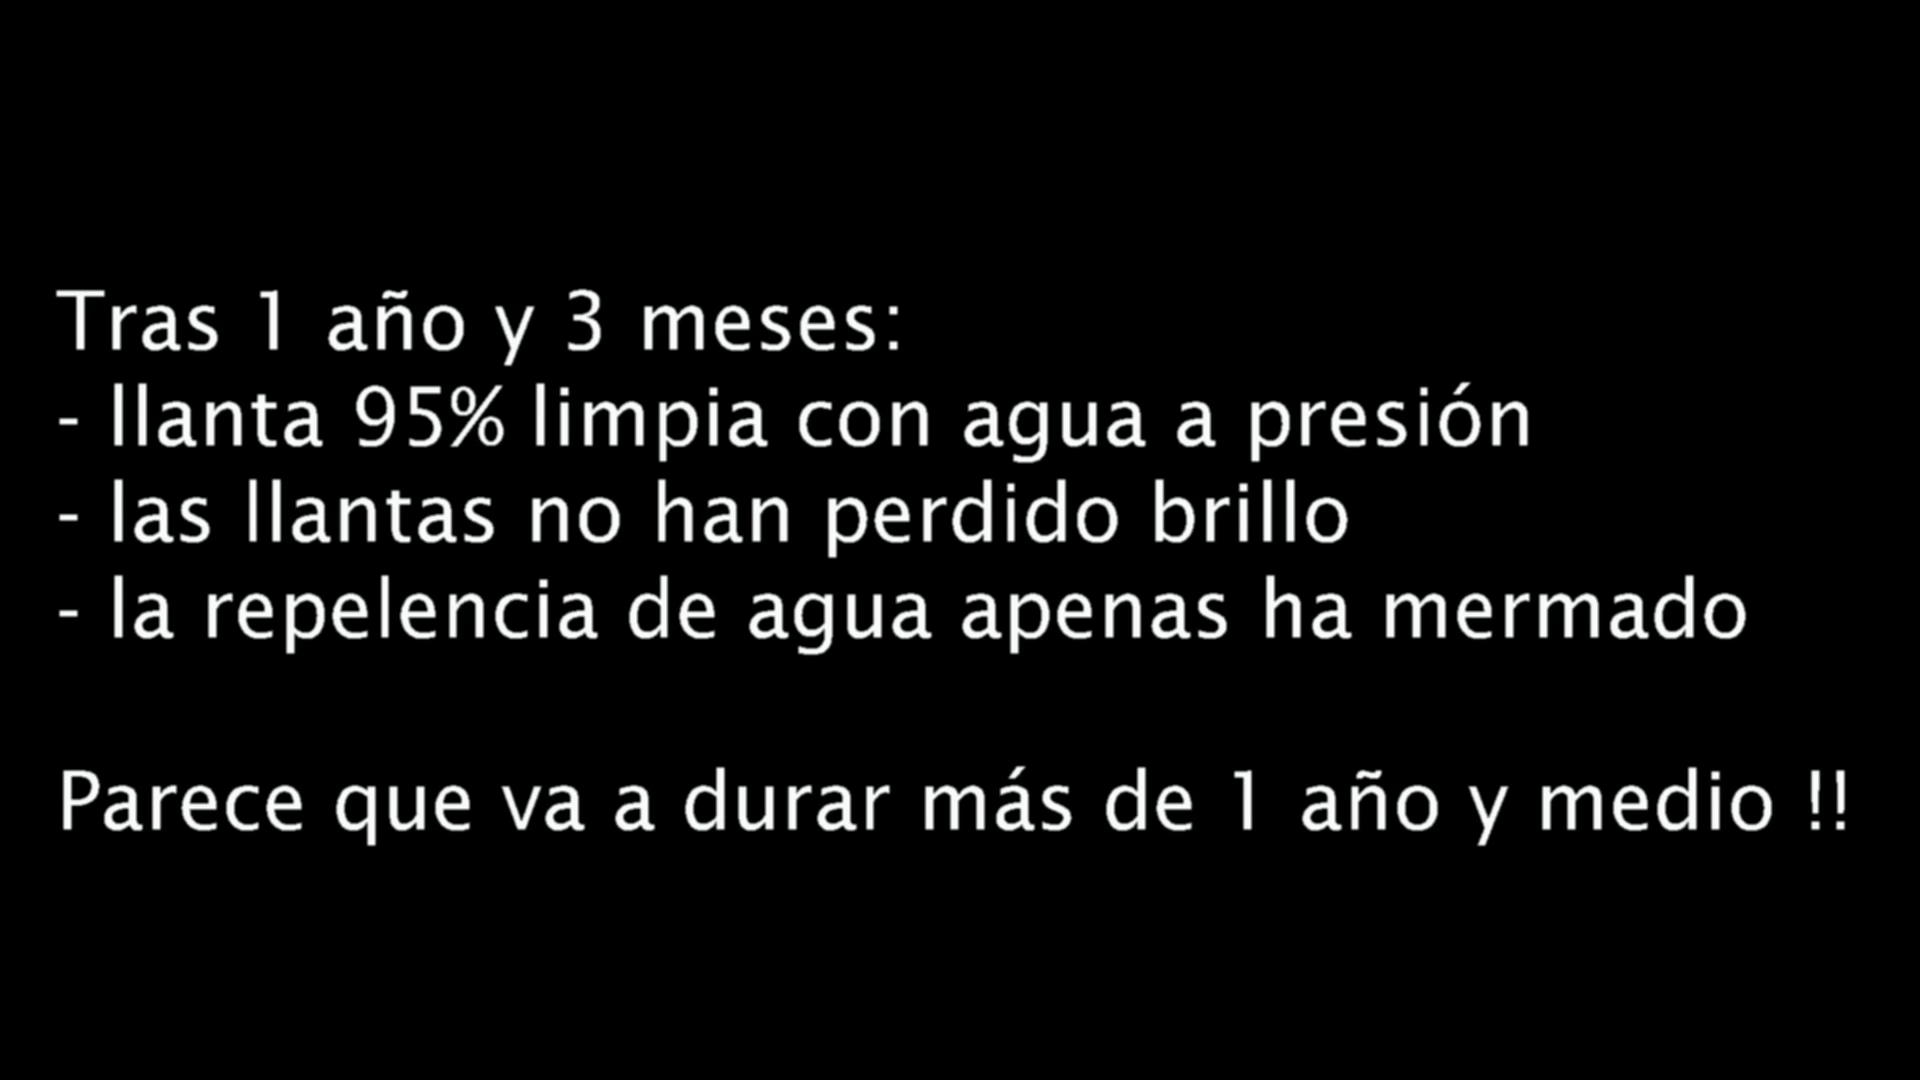 Tras 1 año y 3 meses:
- llanta 95% limpia con agua a presión
- las llantas no han perdido brillo
- la repelencia de agua apenas ha mermado
Parece que va a durar más de 1 año y medio !!